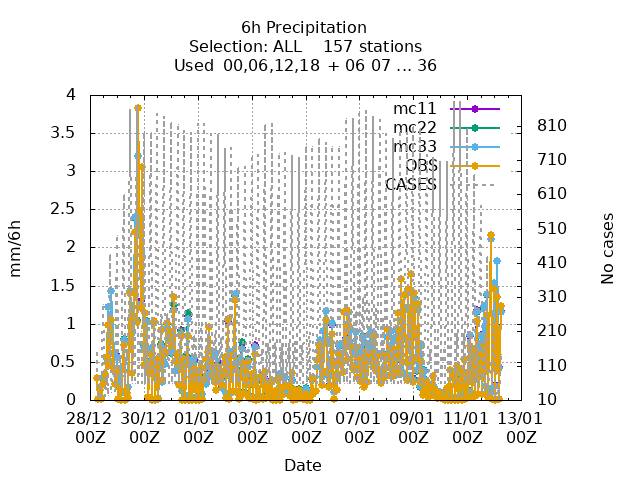 6h Precipitation
Selection: ALL 157 stations
Used 00,06,12,18 + 06 07 ... 36
mm/6h
4
3.5
3
2.5
2
1.5
1
0.5
0
mc11
mc22
mc33
OBS
CASES
810
710
610
510
410
310
210
110
10
No cases
28/12 30/12 01/01 03/01 05/01 07/01 09/01 11/01 13/01
00Z 00Z 00Z 00Z 00Z 00Z 00Z 00Z 00Z
Date